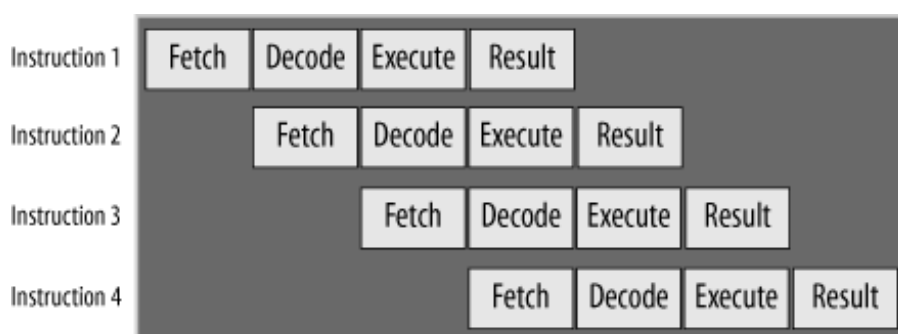 Instruction 1 Fetch Decode Execute Result
Instruction 2 Fetch Decode Execute Result
Instruction 3 Fetch Decode Execute Result
Instruction 4 Fetch Decode Execute Result